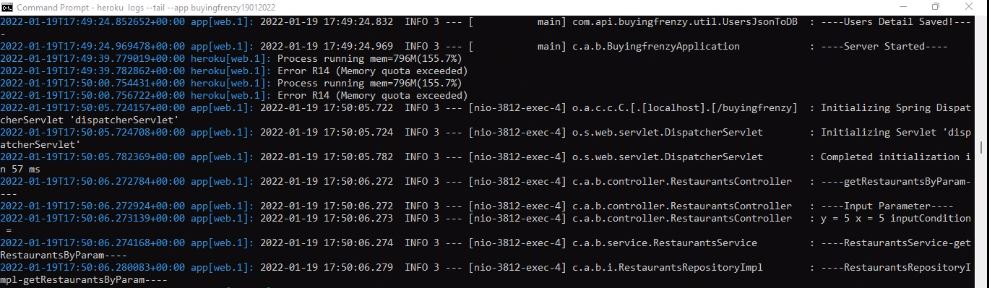 Command Prompt - heroku logs --tail --app buyingfrenzy19012022
2022-01-19T17:49:24.852652+00:00 app[web.1]: 2022-01-19 17:49:24.832  INFO 3 --- [           main] com.api.buyingfrenzy.util.UsersJsonToDB  : ----Users Detail Saved!---
-
2022-01-19T17:49:24.969478+00:00 app[web.1]: 2022-01-19 17:49:24.969  INFO 3 --- [           main] c.a.b.BuyingfrenzyApplication            : ----Server Started----
2022-01-19T17:49:39.779019+00:00 heroku[web.1]: Process running mem=796M(155.7%)
2022-01-19T17:49:39.782862+00:00 heroku[web.1]: Error R14 (Memory quota exceeded)
2022-01-19T17:50:00.754431+00:00 heroku[web.1]: Process running mem=796M(155.7%)
2022-01-19T17:50:00.756722+00:00 heroku[web.1]: Error R14 (Memory quota exceeded)
2022-01-19T17:50:05.724157+00:00 app[web.1]: 2022-01-19 17:50:05.722  INFO 3 --- [nio-3812-exec-4] o.a.c.c.C.[.[localhost].[/buyingfrenzy]  : Initializing Spring Dispat
cherServlet 'dispatcherServlet'
2022-01-19T17:50:05.724708+00:00 app[web.1]: 2022-01-19 17:50:05.724  INFO 3 --- [nio-3812-exec-4] o.s.web.servlet.DispatcherServlet        : Initializing Servlet 'disp
atcherServlet'
2022-01-19T17:50:05.782369+00:00 app[web.1]: 2022-01-19 17:50:05.782  INFO 3 --- [nio-3812-exec-4] o.s.web.servlet.DispatcherServlet        : Completed initialization i
n 57 ms
2022-01-19T17:50:06.272784+00:00 app[web.1]: 2022-01-19 17:50:06.272  INFO 3 --- [nio-3812-exec-4] c.a.b.controller.RestaurantsController   : ----getRestaurantsByParam-
---
2022-01-19T17:50:06.272924+00:00 app[web.1]: 2022-01-19 17:50:06.272  INFO 3 --- [nio-3812-exec-4] c.a.b.controller.RestaurantsController   : ----Input Parameter----
2022-01-19T17:50:06.273139+00:00 app[web.1]: 2022-01-19 17:50:06.273  INFO 3 --- [nio-3812-exec-4] c.a.b.controller.RestaurantsController   : y = 5 x = 5 inputCondition
=
2022-01-19T17:50:06.274168+00:00 app[web.1]: 2022-01-19 17:50:06.274  INFO 3 --- [nio-3812-exec-4] c.a.b.service.RestaurantsService         : ----RestaurantsService-get
RestaurantsByParam----
2022-01-19T17:50:06.280083+00:00 app[web.1]: 2022-01-19 17:50:06.279  INFO 3 --- [nio-3812-exec-4] c.a.b.i.RestaurantsRepositoryImpl        : ----RestaurantsRepositoryI
mpl-getRestaurantsByParam----